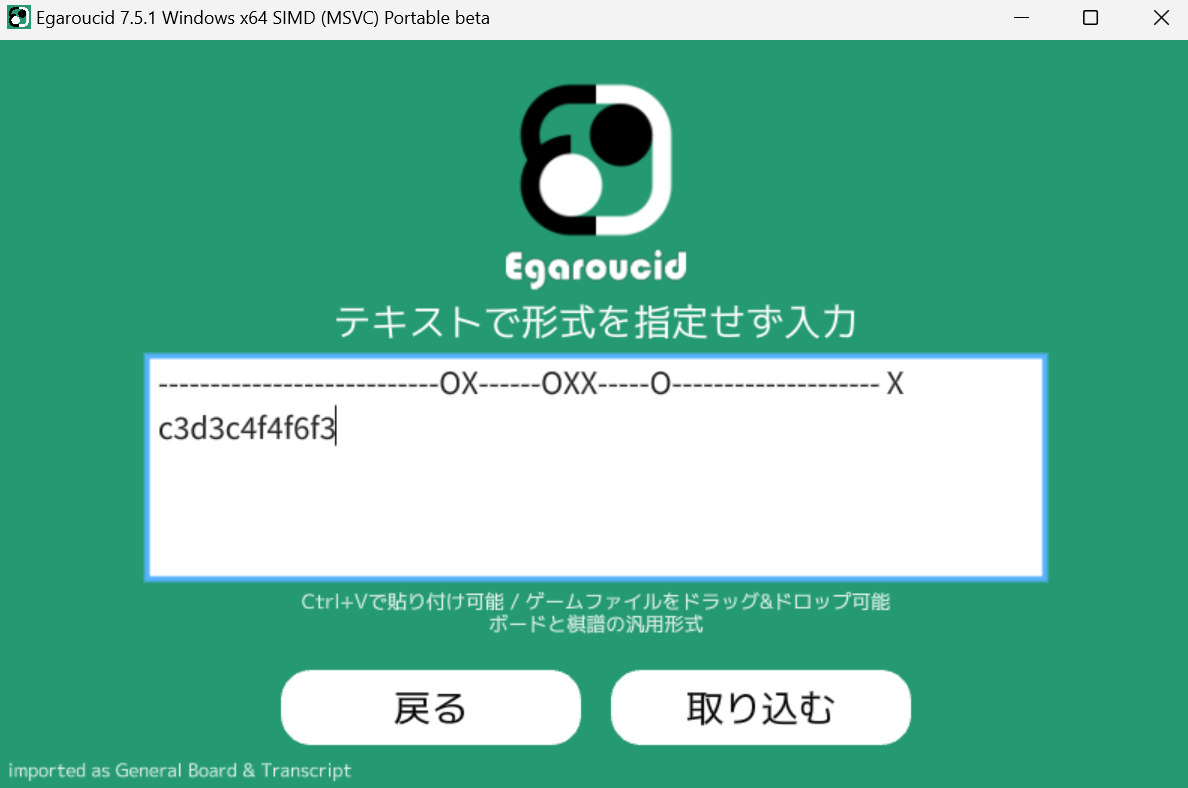 Egaroucid 7.5.1 Windows x64 SIMD (MSVC) Portable beta
Egaroucid
テキストで形式を指定せず入力
---------------------------OX------OXX-----O-------------------- X
c3d3c4f4f6f3
Ctrl+Vで貼り付け可能 / ゲームファイルをドラッグ&ドロップ可能
ボードと棋譜の汎用形式
戻る
取り込む
imported as General Board & Transcript